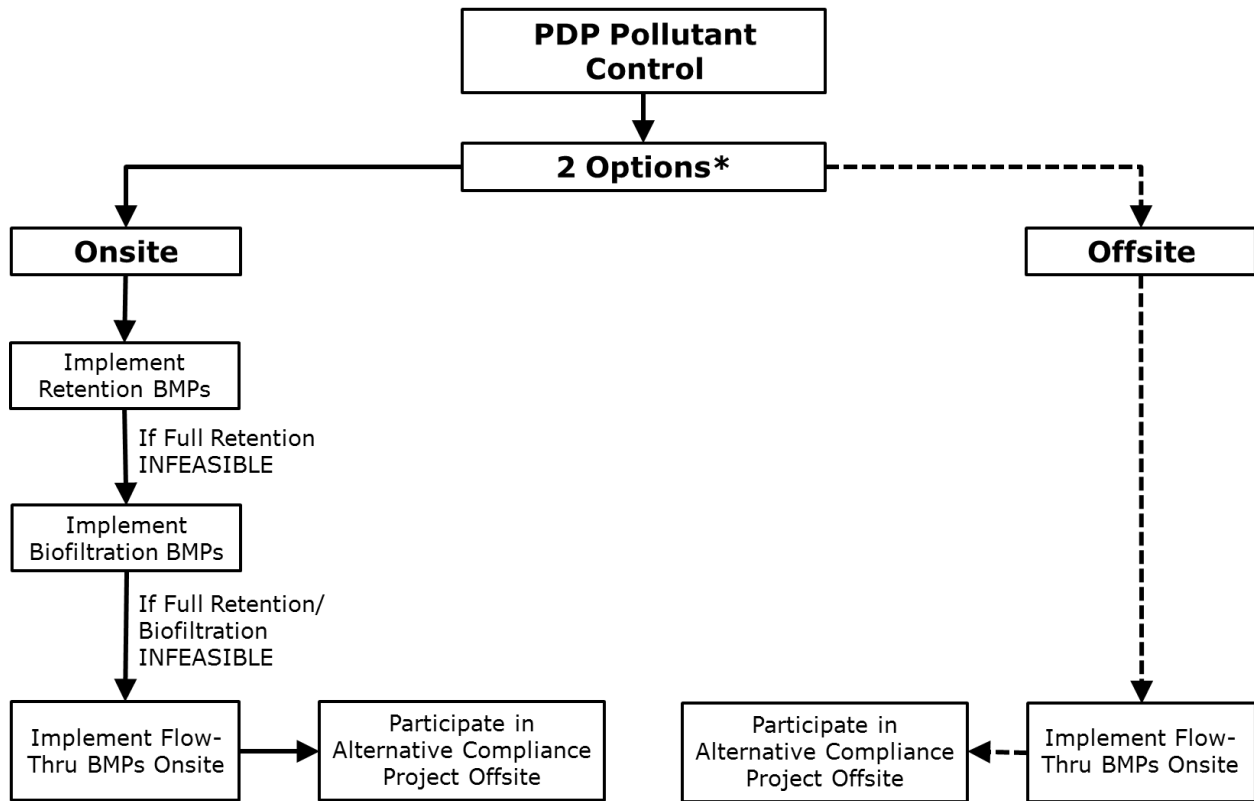 PDP Pollutant
Control
2 Options*
Onsite
Offsite
Implement
Retention BMPs
If Full Retention
INFEASIBLE
Implement
Biofiltration BMPs
If Full Retention/
Biofiltration
INFEASIBLE
Implement Flow-
Thru BMPs Onsite
Participate in
Alternative Compliance
Project Offsite
Participate in
Alternative Compliance
Project Offsite
Implement Flow-
Thru BMPs Onsite